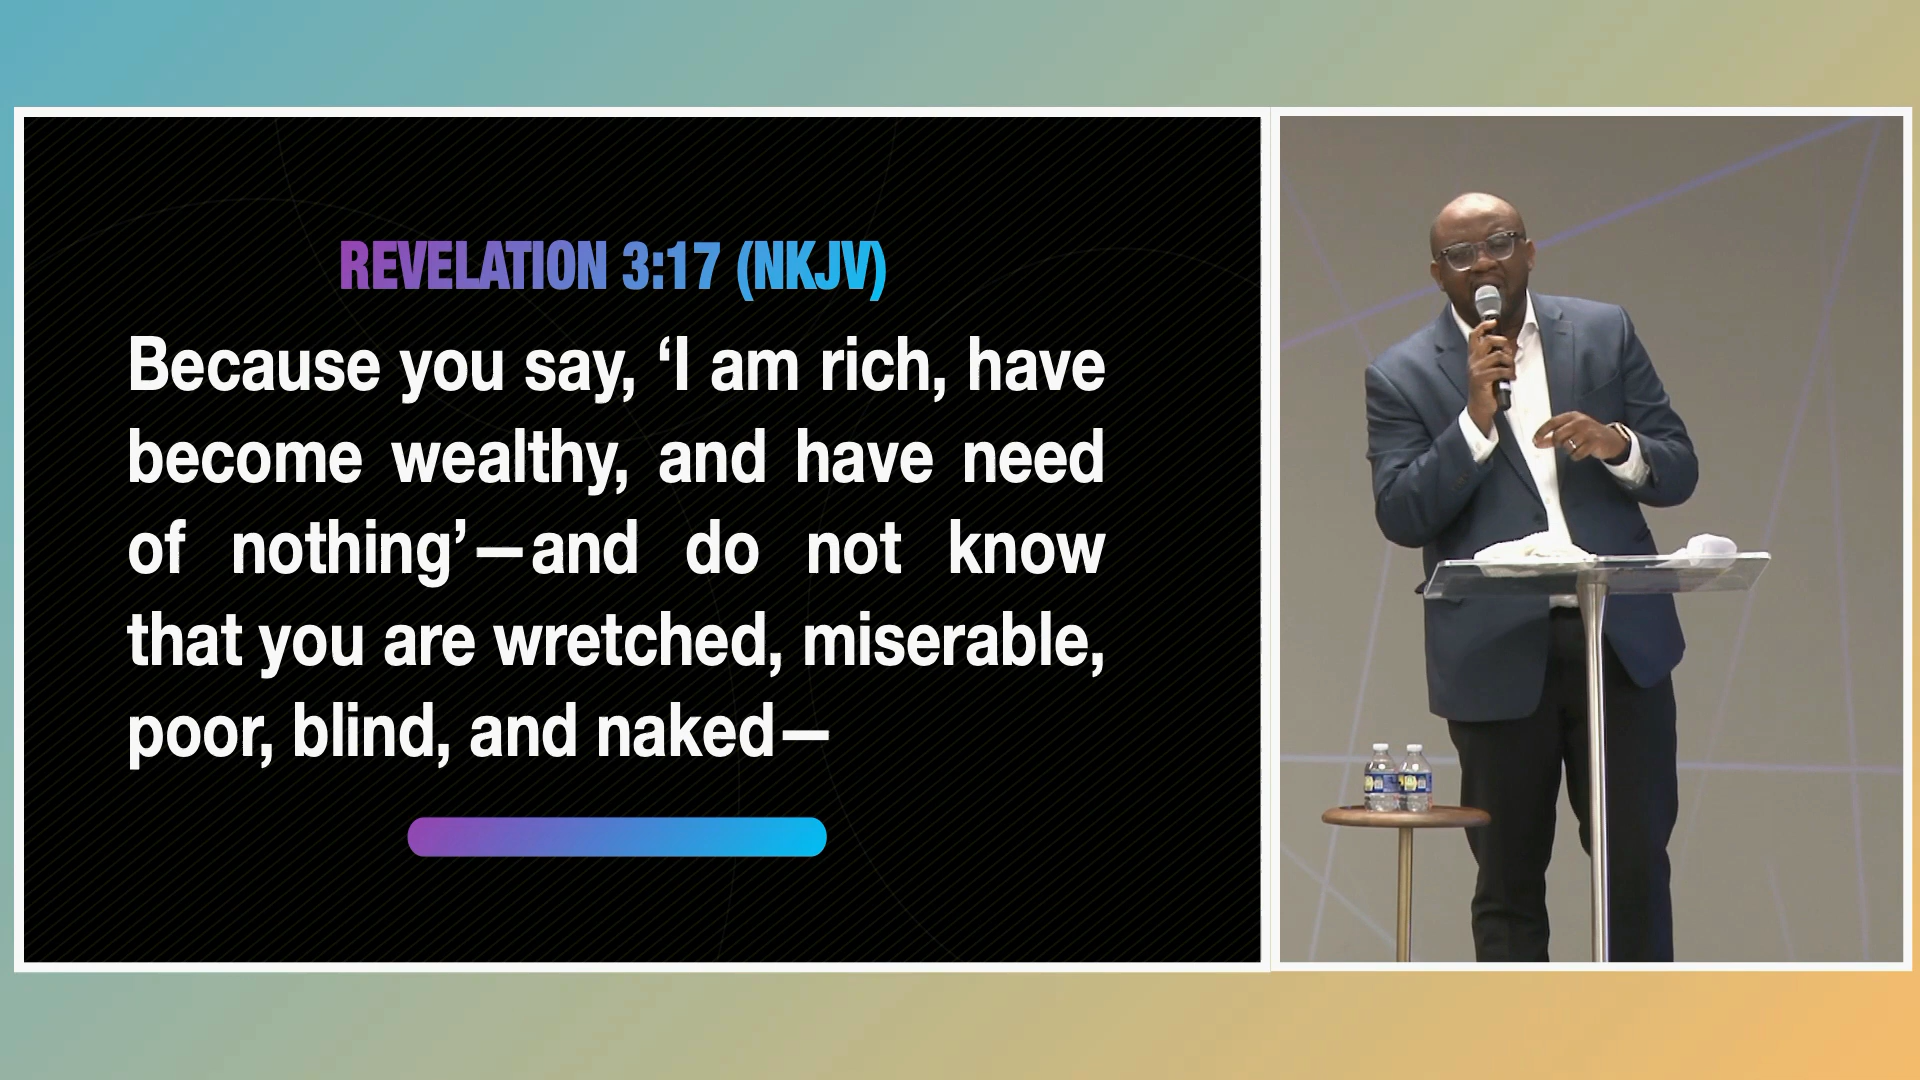 REVELATION 3:17 (NKJV)
Because you say, ‘I am rich, have
become wealthy, and have need
of nothing’—and do not know
that you are wretched, miserable,
poor, blind, and naked—